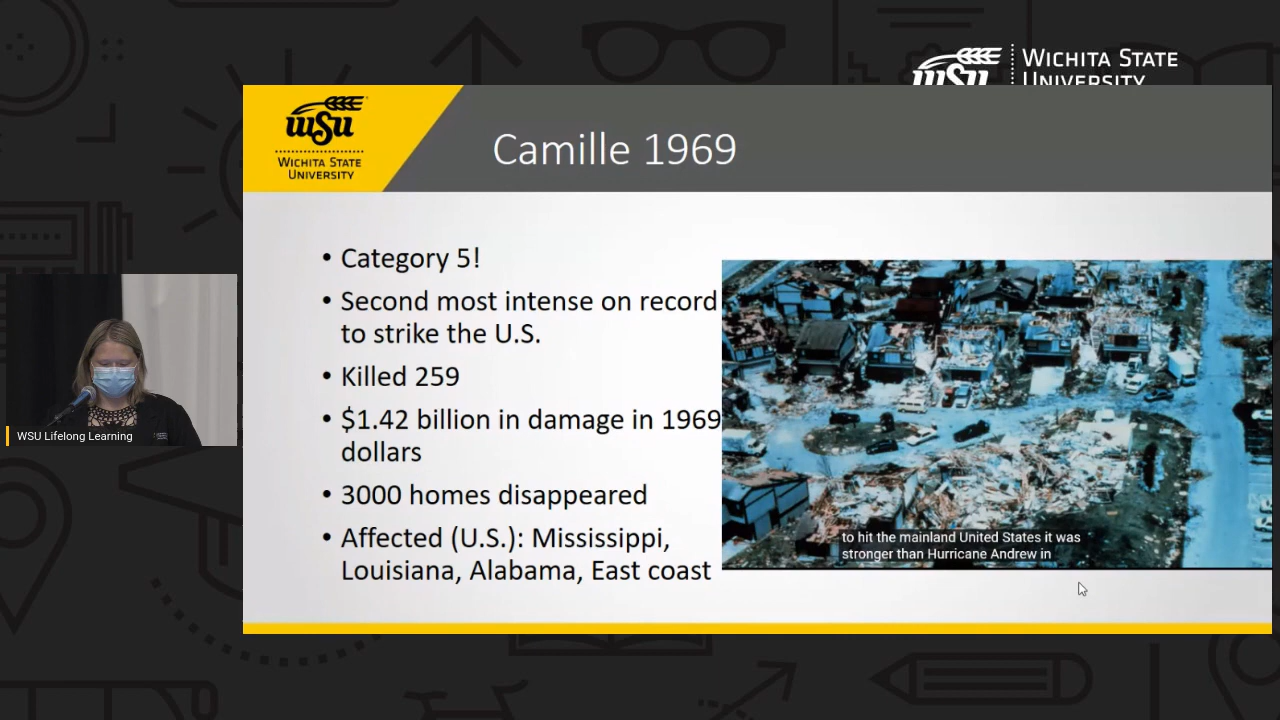 WSU
WICHITA STATE
UNIVERSITY
wsu
WICHITA STATE
UNIVERSITY
Camille 1969
• Category 5!
• Second most intense on record
to strike the U.S.
• Killed 259
• $1.42 billion in damage in 1969
dollars
• 3000 homes disappeared
• Affected (U.S.): Mississippi,
Louisiana, Alabama, East coast
to hit the mainland United States it was
stronger than Hurricane Andrew in
WSU Lifelong Learning